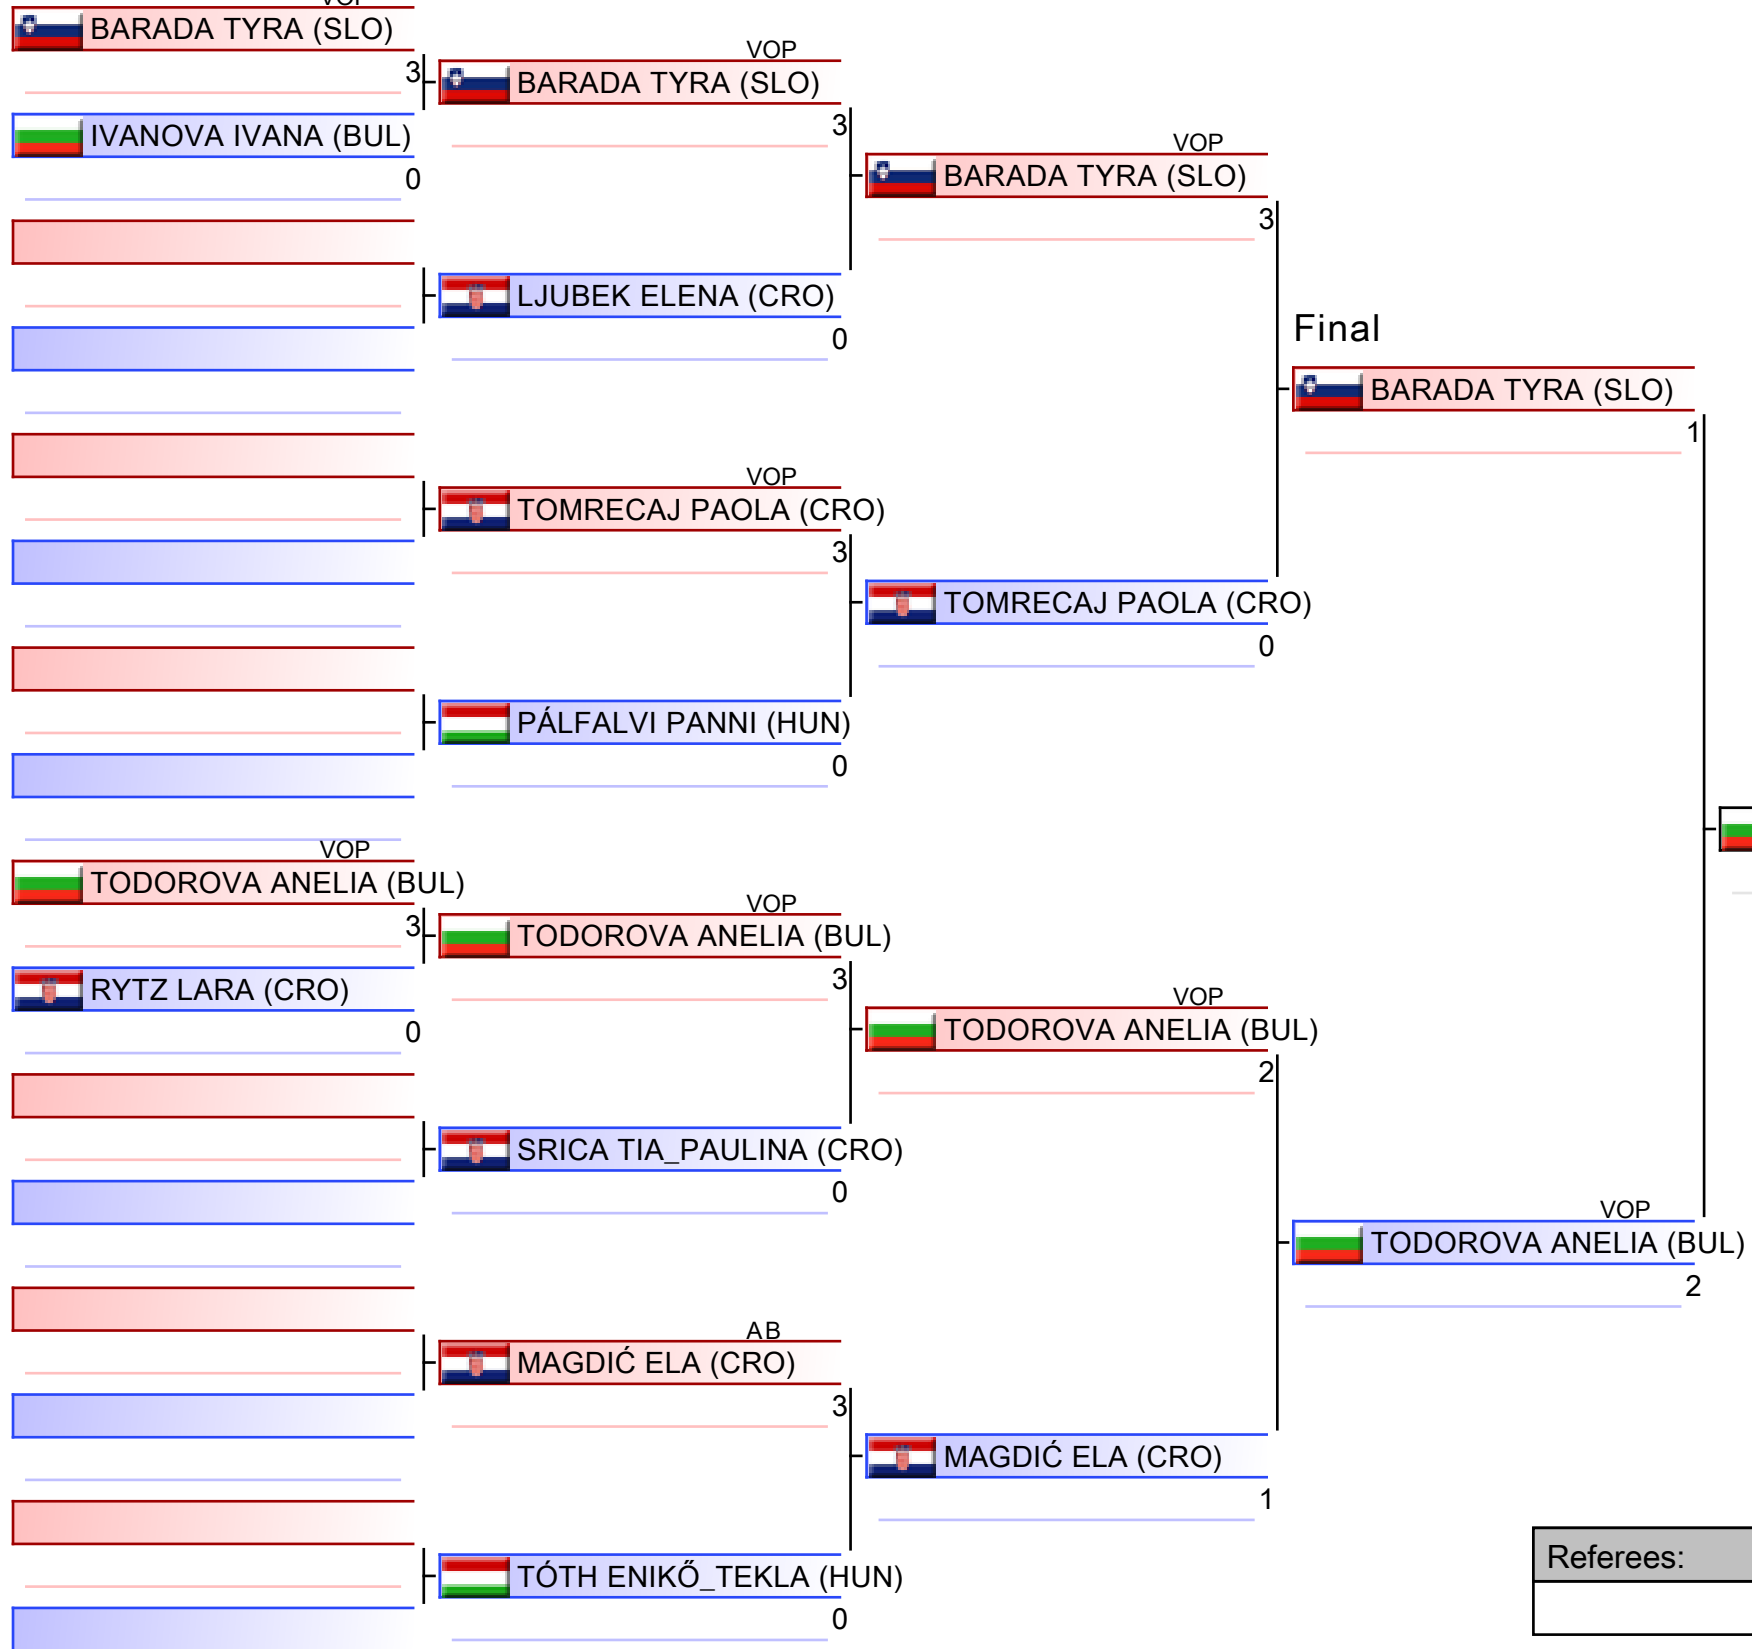 VOP
BARADA TYRA (SLO)
3
IVANOVA IVANA (BUL)
0
VOP
BARADA TYRA (SLO)
3
LJUBEK ELENA (CRO)
0
VOP
TOMRECAJ PAOLA (CRO)
3
PÁLFALVI PANNI (HUN)
0
VOP
BARADA TYRA (SLO)
3
TOMRECAJ PAOLA (CRO)
0
Final
BARADA TYRA (SLO)
1
VOP
TODOROVA ANELIA (BUL)
3
RYTZ LARA (CRO)
0
VOP
TODOROVA ANELIA (BUL)
3
SRICA TIA_PAULINA (CRO)
0
AB
MAGDIĆ ELA (CRO)
3
TÓTH ENIKŐ_TEKLA (HUN)
0
VOP
TODOROVA ANELIA (BUL)
2
MAGDIĆ ELA (CRO)
1
VOP
TODOROVA ANELIA (BUL)
2
Referees: